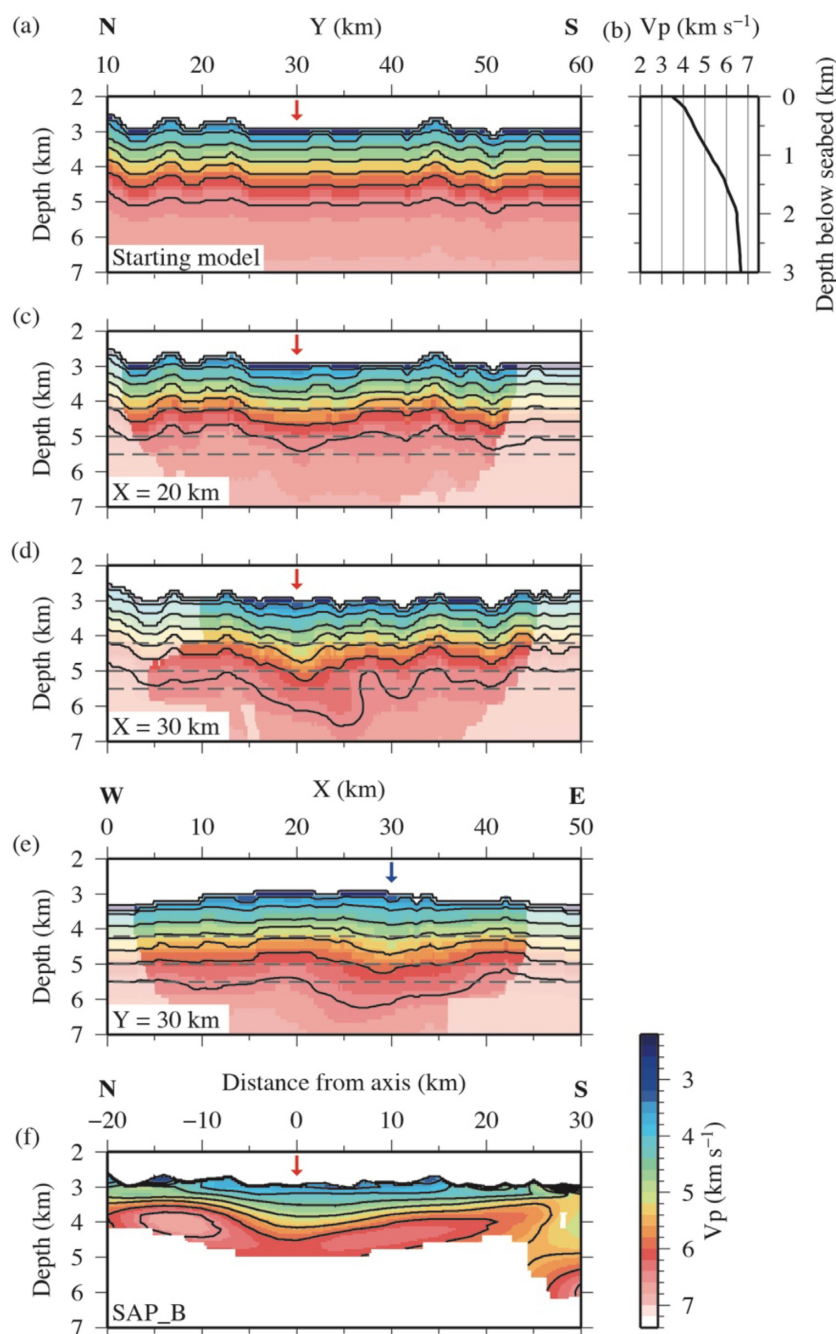 (a) N Y (km) S (b) Vp (km s⁻¹)
10 20 30 40 50 60 2 3 4 5 6 7
2 3 4 5 6 7
Depth (km)
Starting model
0 1 2 3
Depth below seabed (km)
(c)
2 3 4 5 6 7
Depth (km)
X = 20 km
(d)
2 3 4 5 6 7
Depth (km)
X = 30 km
W X (km) E
0 10 20 30 40 50
(e)
2 3 4 5 6 7
Depth (km)
Y = 30 km
N Distance from axis (km) S
−20 −10 0 10 20 30
(f)
2 3 4 5 6 7
Depth (km)
SAP_B
3 4 5 6 7
Vp (km s⁻¹)